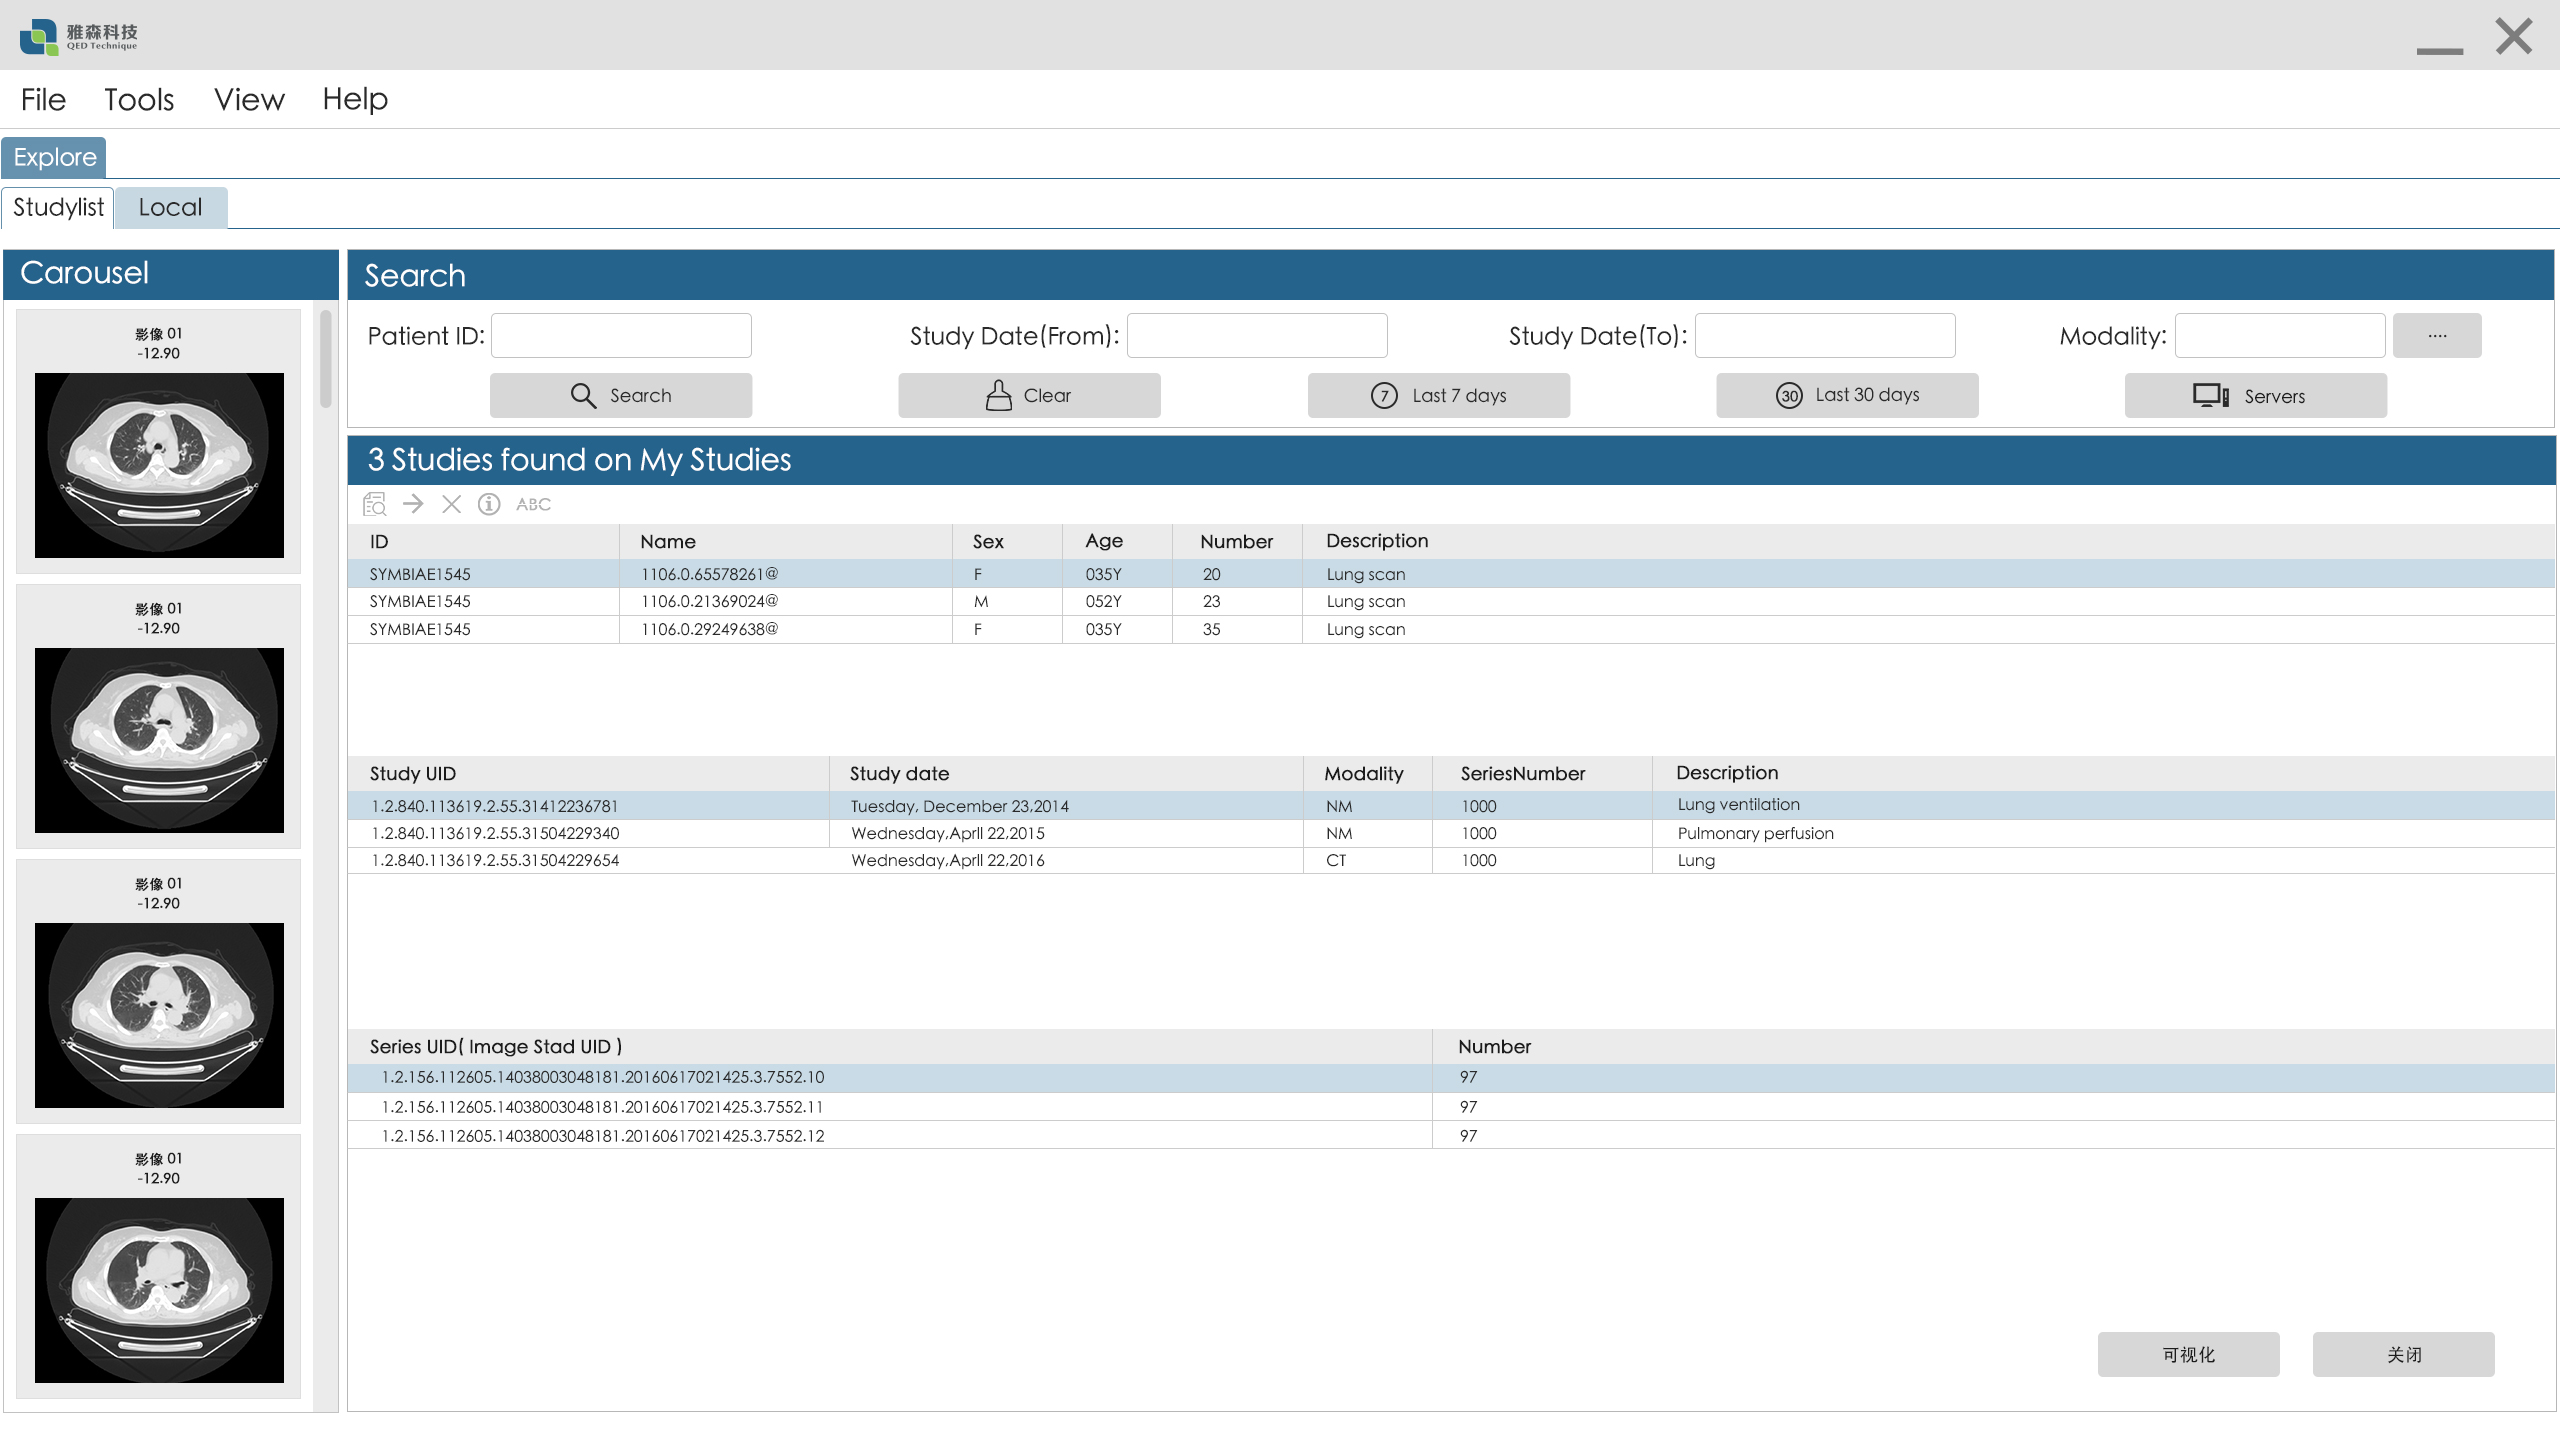 雅森科技
QED Technique
File Tools View Help
Explore
Studylist Local
Carousel
影像 01
-12.90
影像 01
-12.90
影像 01
-12.90
影像 01
-12.90
Search
Patient ID: Study Date(From): Study Date(To): Modality: ....
Search Clear 7 Last 7 days 30 Last 30 days Servers
3 Studies found on My Studies
ABC
ID Name Sex Age Number Description
SYMBIAE1545 1106.0.65578261@ F 035Y 20 Lung scan
SYMBIAE1545 1106.0.21369024@ M 052Y 23 Lung scan
SYMBIAE1545 1106.0.29249638@ F 035Y 35 Lung scan
Study UID Study date Modality SeriesNumber Description
1.2.840.113619.2.55.31412236781 Tuesday, December 23,2014 NM 1000 Lung ventilation
1.2.840.113619.2.55.31504229340 Wednesday,Aprll 22,2015 NM 1000 Pulmonary perfusion
1.2.840.113619.2.55.31504229654 Wednesday,Aprll 22,2016 CT 1000 Lung
Series UID( Image Stad UID ) Number
1.2.156.112605.14038003048181.20160617021425.3.7552.10 97
1.2.156.112605.14038003048181.20160617021425.3.7552.11 97
1.2.156.112605.14038003048181.20160617021425.3.7552.12 97
可视化 关闭